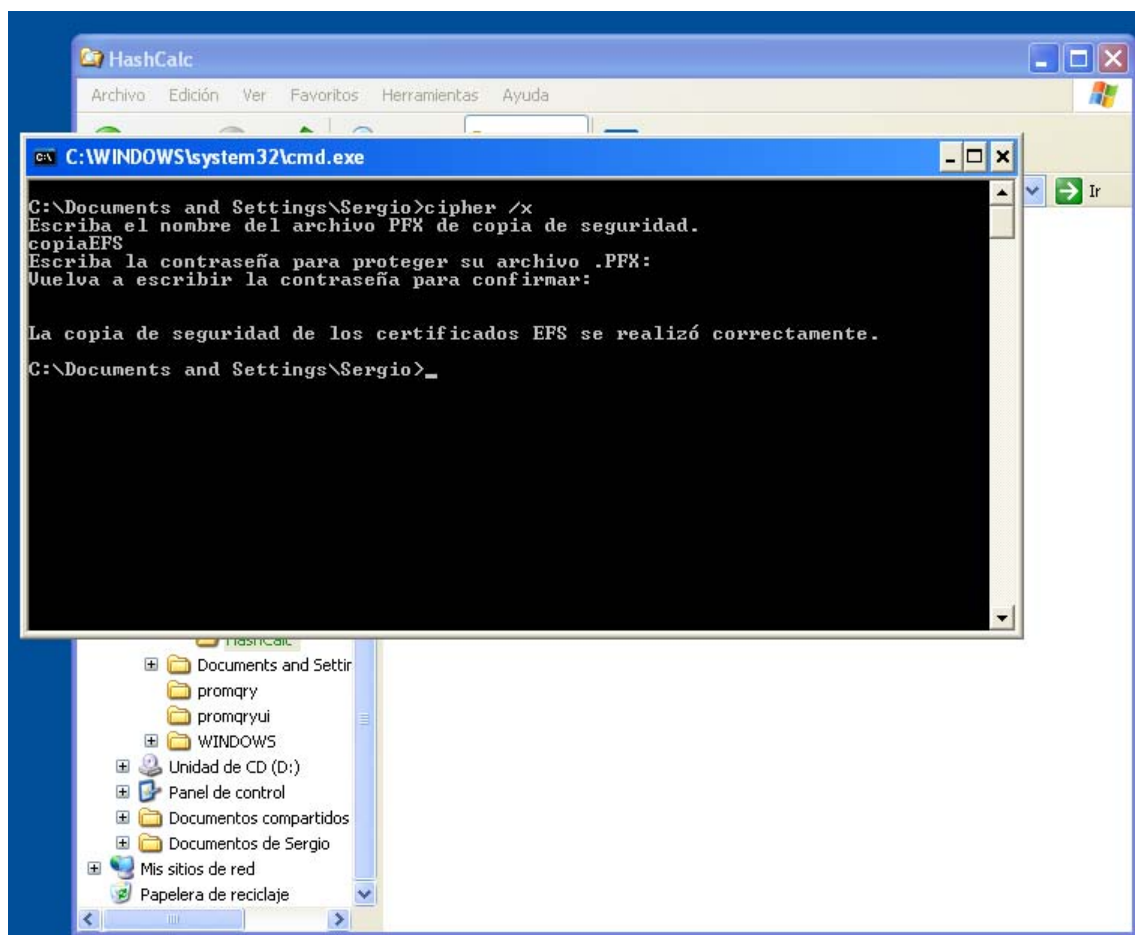 HashCalc
Archivo Edición Ver Favoritos Herramientas Ayuda
Ir
C:\WINDOWS\system32\cmd.exe
C:\Documents and Settings\Sergio>cipher /x
Escriba el nombre del archivo PFX de copia de seguridad.
copiaEFS
Escriba la contraseña para proteger su archivo .PFX:
Vuelva a escribir la contraseña para confirmar:
La copia de seguridad de los certificados EFS se realizó correctamente.
C:\Documents and Settings\Sergio>_
HashCalc
Documents and Settir
promqry
promqryui
WINDOWS
Unidad de CD (D:)
Panel de control
Documentos compartidos
Documentos de Sergio
Mis sitios de red
Papelera de reciclaje